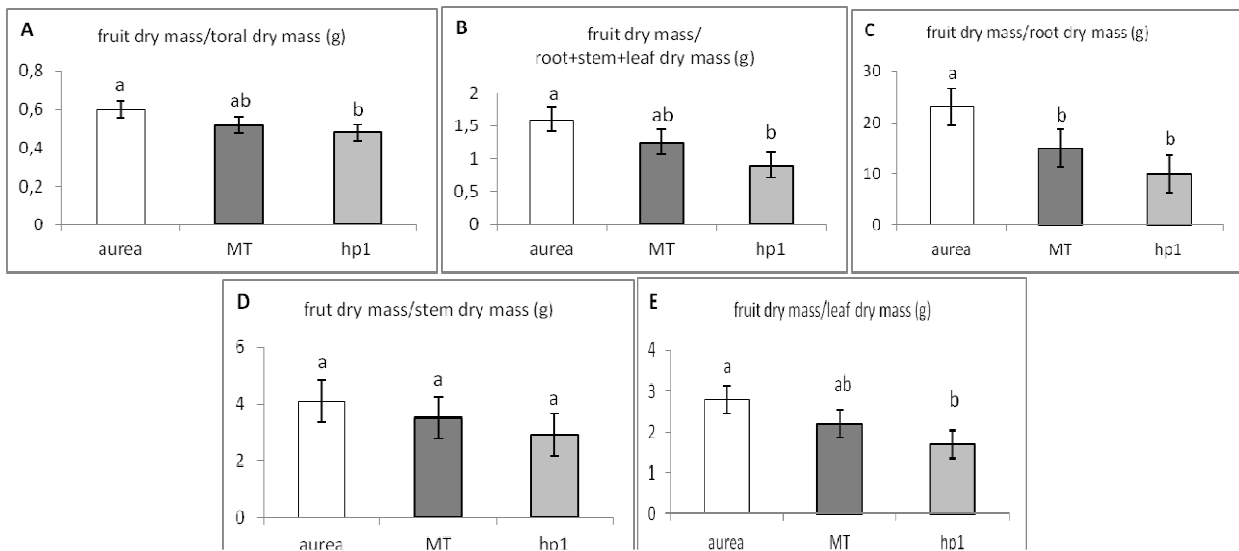 A
fruit dry mass/toral dry mass (g)
0,8
0,6
0,4
0,2
0
a
ab
b
aurea MT hp1
B
fruit dry mass/
root+stem+leaf dry mass (g)
2
1,5
1
0,5
0
a
ab
b
aurea MT hp1
C
fruit dry mass/root dry mass (g)
30
20
10
0
a
b
b
aurea MT hp1
D
frut dry mass/stem dry mass (g)
6
4
2
0
a
a
a
aurea MT hp1
E
fruit dry mass/leaf dry mass (g)
4
3
2
1
0
a
ab
b
aurea MT hp1